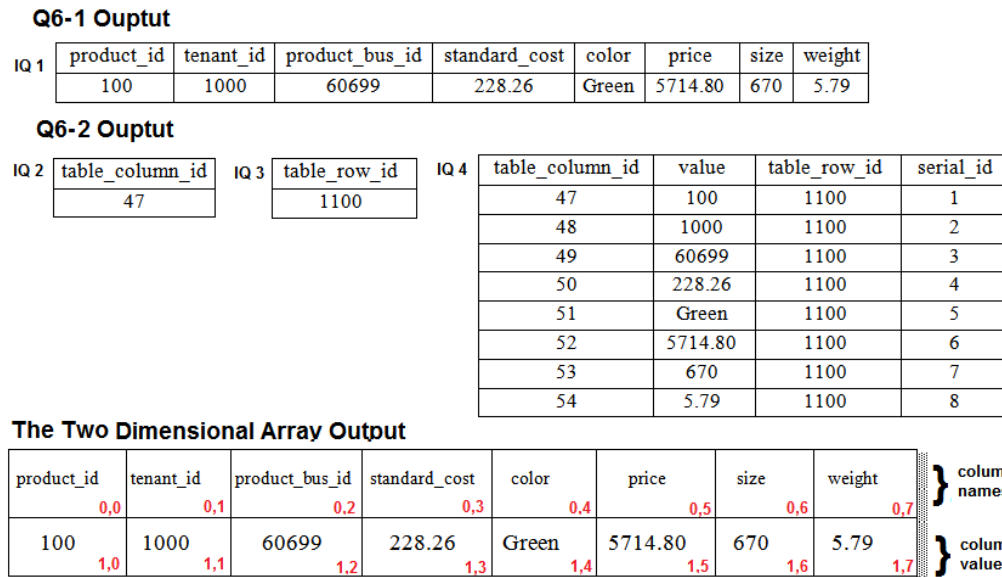 Q6-1 Ouptut
IQ 1
product_id tenant_id product_bus_id standard_cost color price size weight
100 1000 60699 228.26 Green 5714.80 670 5.79
Q6-2 Ouptut
IQ 2 table_column_id IQ 3 table_row_id IQ 4 table_column_id value table_row_id serial_id
47 1100 47 100 1100 1
48 1000 1100 2
49 60699 1100 3
50 228.26 1100 4
51 Green 1100 5
52 5714.80 1100 6
53 670 1100 7
54 5.79 1100 8
The Two Dimensional Array Output
product_id tenant_id product_bus_id standard_cost color price size weight } colum
names
0,0 0,1 0,2 0,3 0,4 0,5 0,6 0,7
100 1000 60699 228.26 Green 5714.80 670 5.79 } colum
value
1,0 1,1 1,2 1,3 1,4 1,5 1,6 1,7